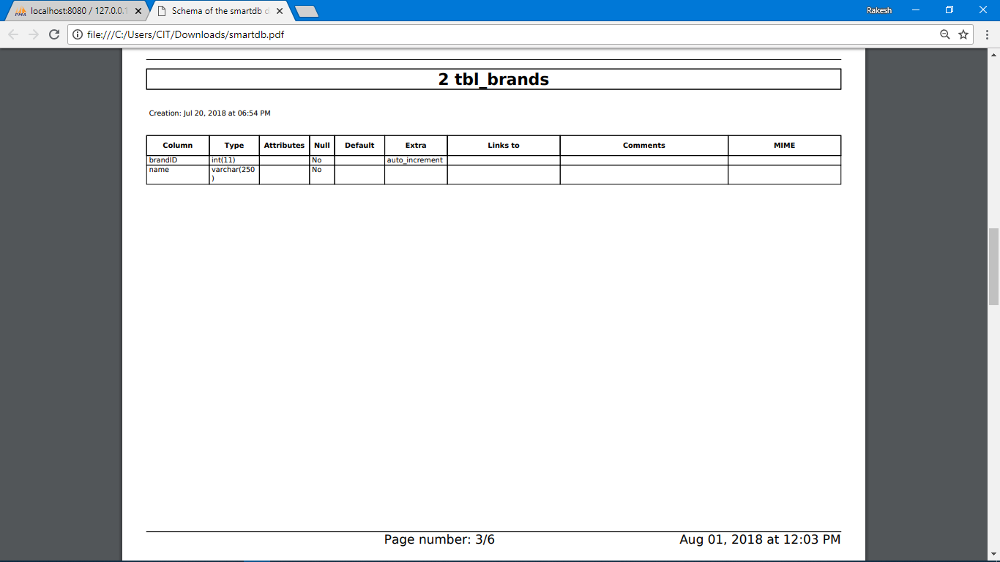 PMA localhost:8080 / 127.0.0.1 Schema of the smartdb d Rakesh
file:///C:/Users/CIT/Downloads/smartdb.pdf
2 tbl_brands
Creation: Jul 20, 2018 at 06:54 PM
Column Type Attributes Null Default Extra Links to Comments MIME
brandID int(11) No auto_increment
name varchar(250 No
)
Page number: 3/6 Aug 01, 2018 at 12:03 PM